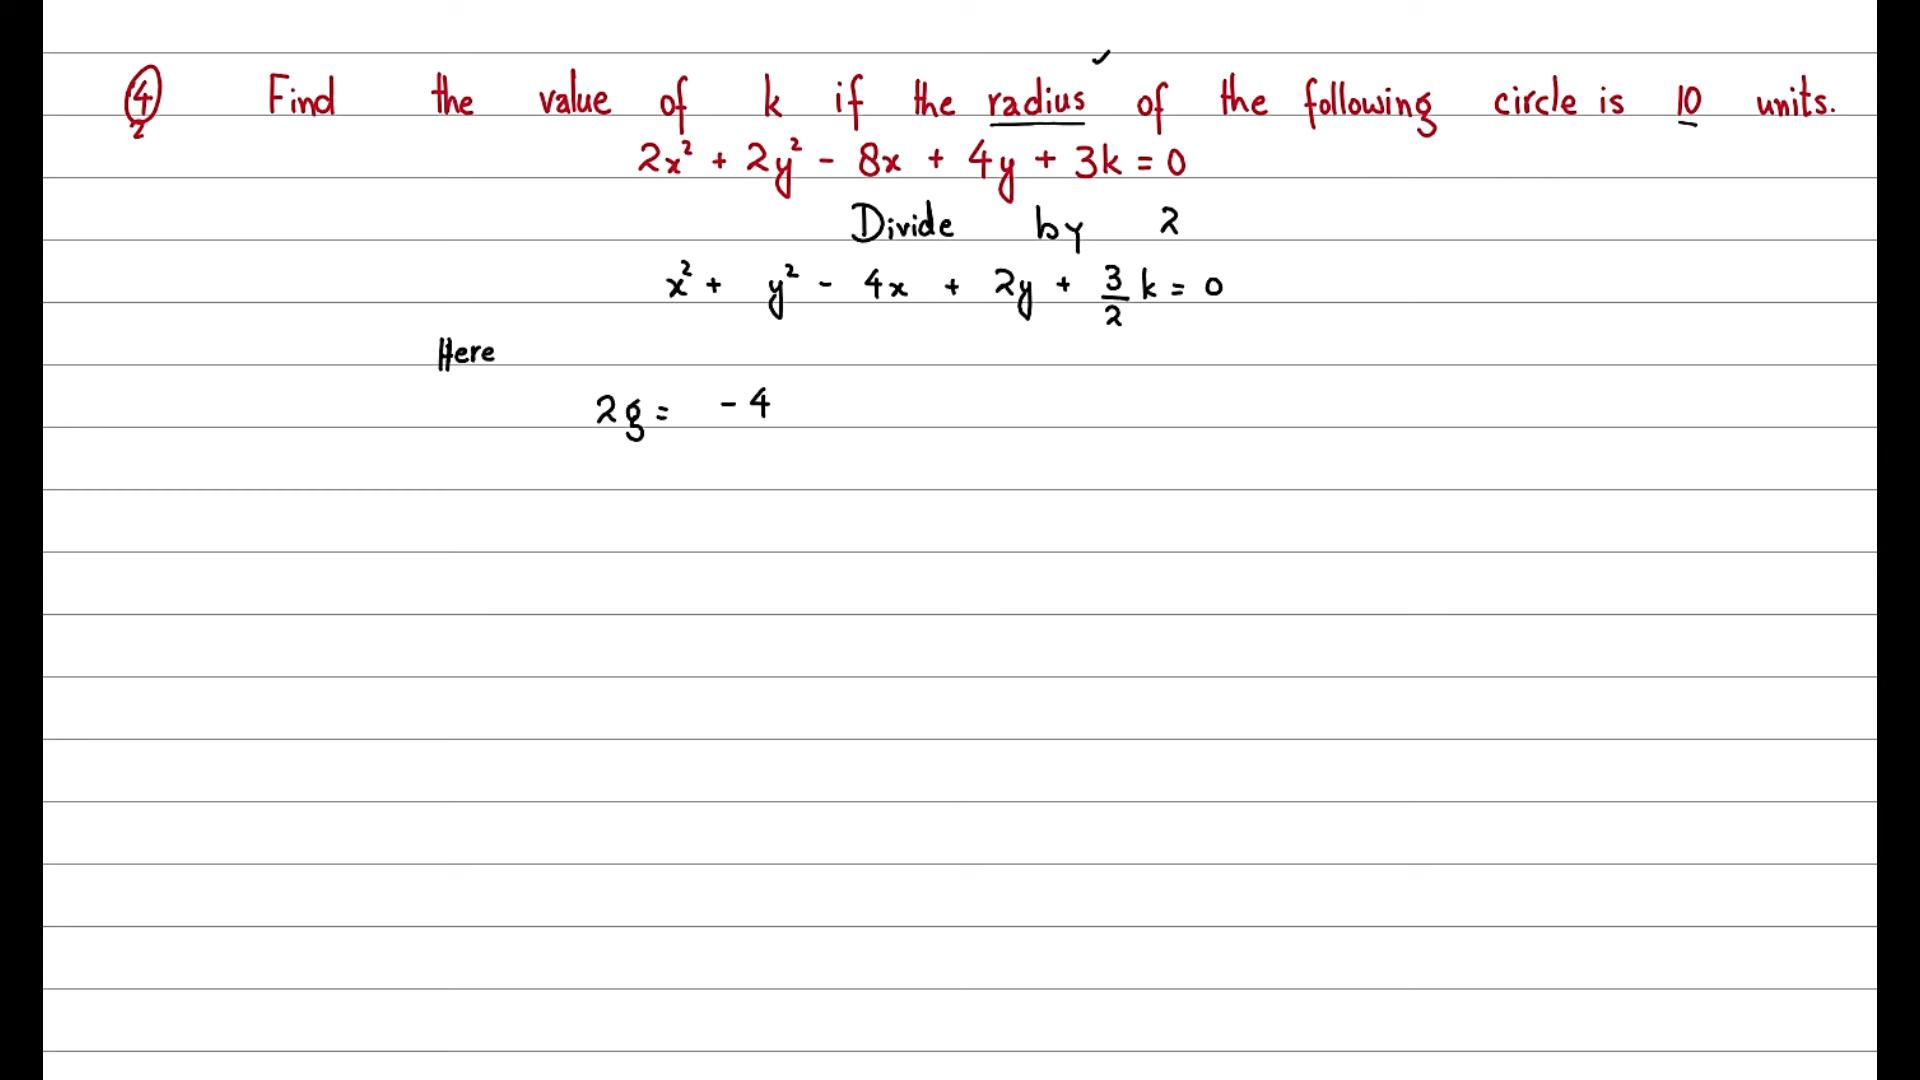 4 Find the value of k if the radius of the following circle is 10 units.
2x² + 2y² - 8x + 4y + 3k = 0
Divide by 2
x² + y² - 4x + 2y + 3/2 k = 0
Here
2g = -4